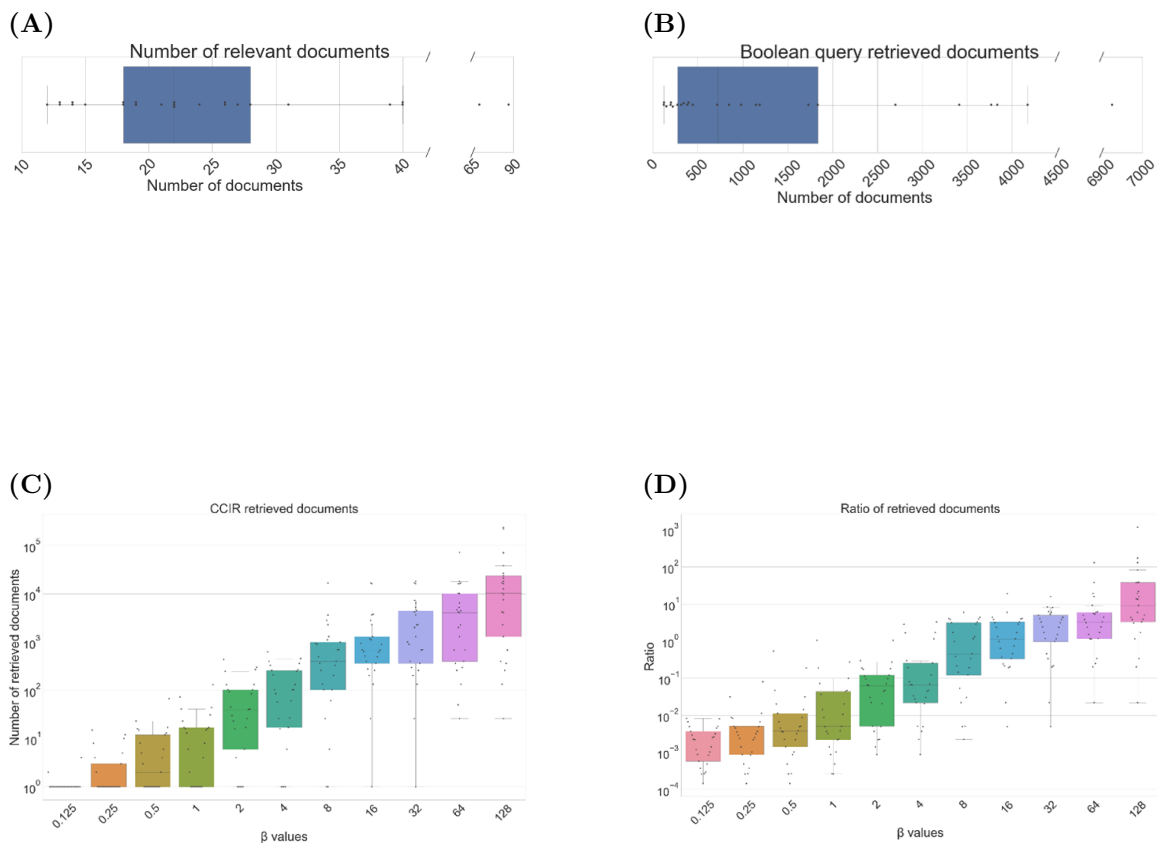 (A)
Number of relevant documents
10 15 20 25 30 35 40 65 90
Number of documents
(B)
Boolean query retrieved documents
0 500 1000 1500 2000 2500 3000 3500 4000 4500 6900 7000
Number of documents
(C)
CCIR retrieved documents
Number of retrieved documents
10^5
10^4
10^3
10^2
10^1
10^0
0.125 0.25 0.5 1 2 4 8 16 32 64 128
β values
(D)
Ratio of retrieved documents
Ratio
10^3
10^2
10^1
10^0
10^-1
10^-2
10^-3
10^-4
0.125 0.25 0.5 1 2 4 8 16 32 64 128
β values